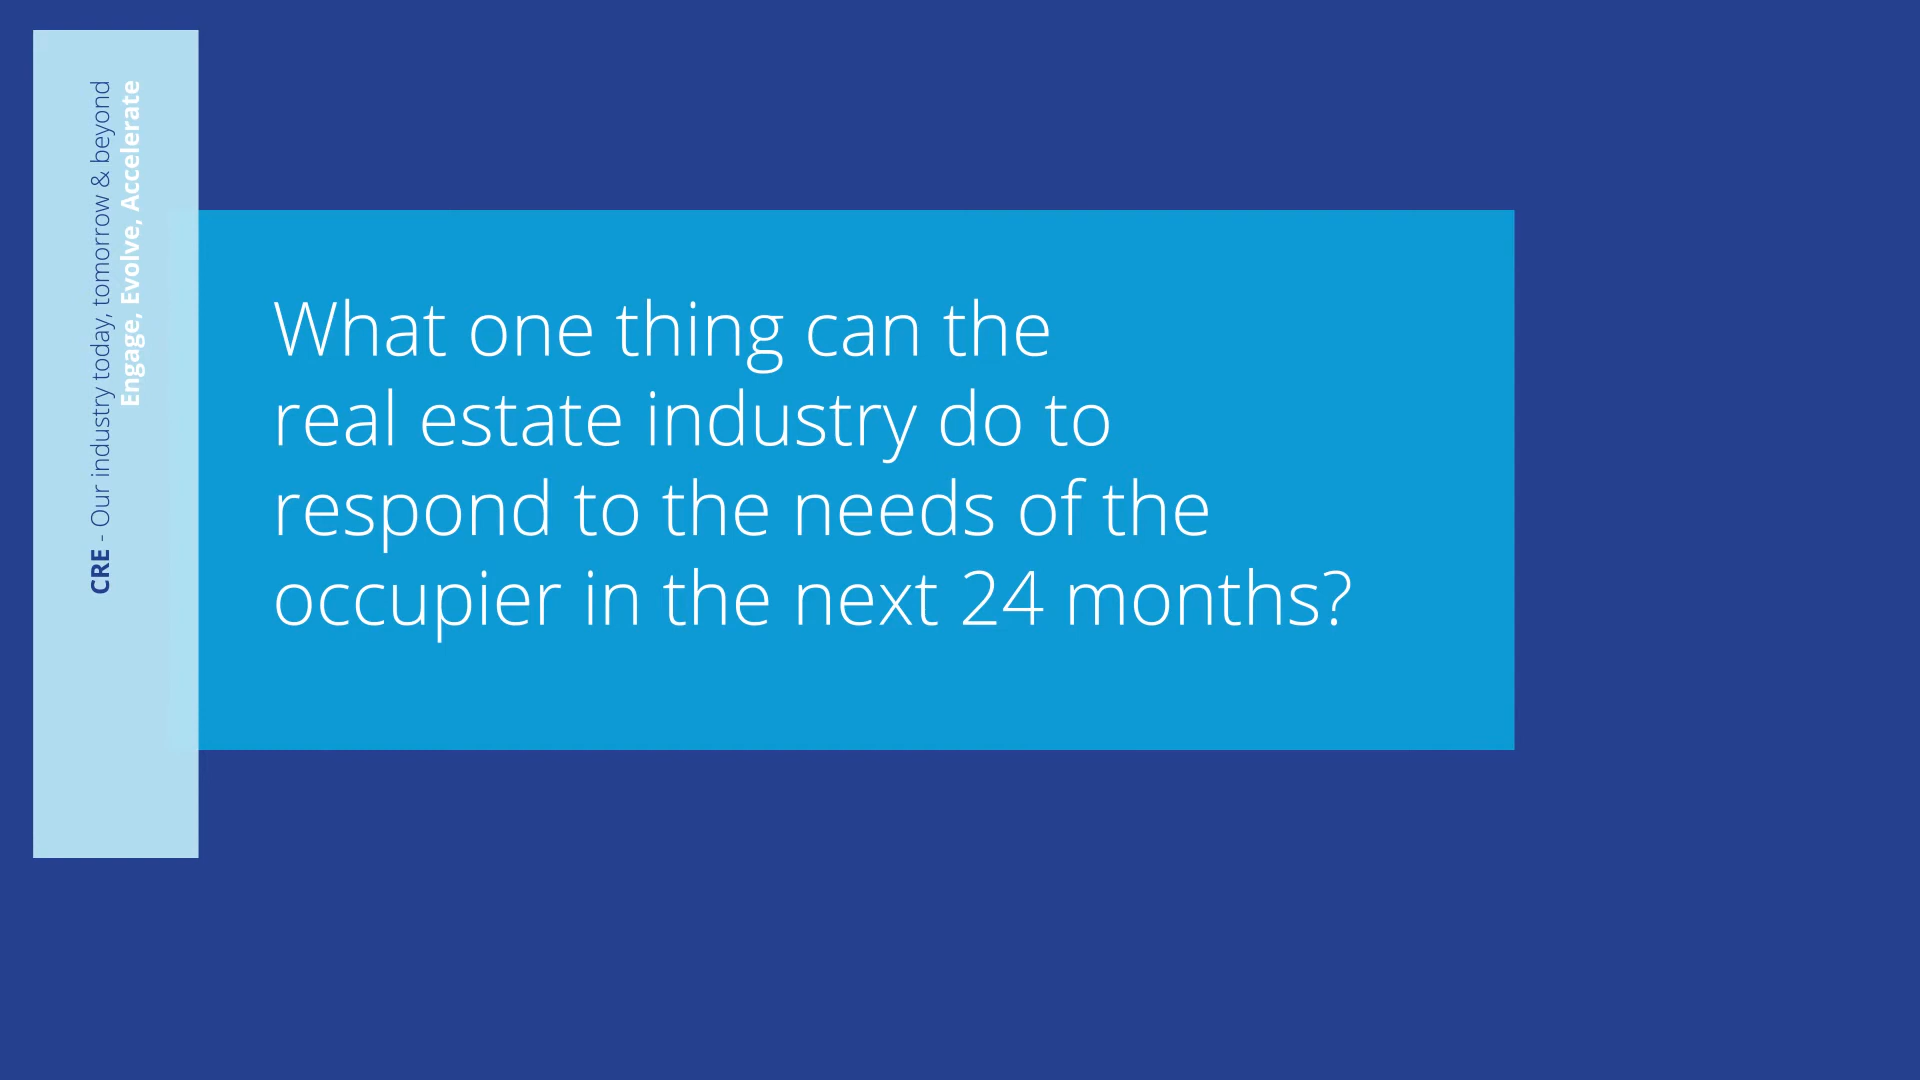 CRE - Our industry today, tomorrow & beyond
Engage, Evolve, Accelerate
What one thing can the
real estate industry do to
respond to the needs of the
occupier in the next 24 months?